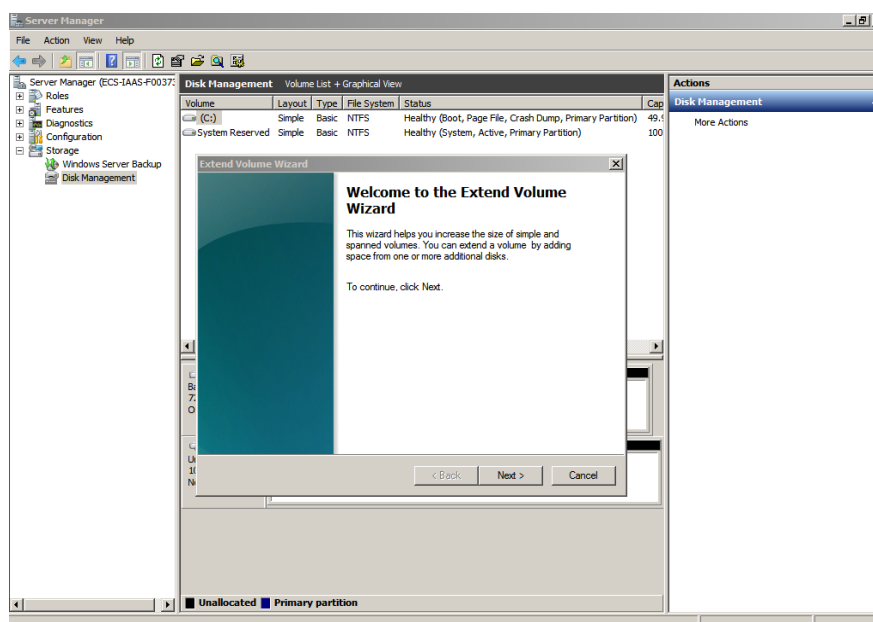 Server Manager
File Action View Help
Server Manager (ECS-IAAS-F0037:
Roles
Features
Diagnostics
Configuration
Storage
Windows Server Backup
Disk Management
Disk Management Volume List + Graphical View
Volume Layout Type File System Status Cap
(C:) Simple Basic NTFS Healthy (Boot, Page File, Crash Dump, Primary Partition) 49.9
System Reserved Simple Basic NTFS Healthy (System, Active, Primary Partition) 100
Extend Volume Wizard
Welcome to the Extend Volume
Wizard
This wizard helps you increase the size of simple and
spanned volumes. You can extend a volume by adding
space from one or more additional disks.
To continue, click Next.
< Back Next > Cancel
Unallocated Primary partition
Actions
Disk Management
More Actions